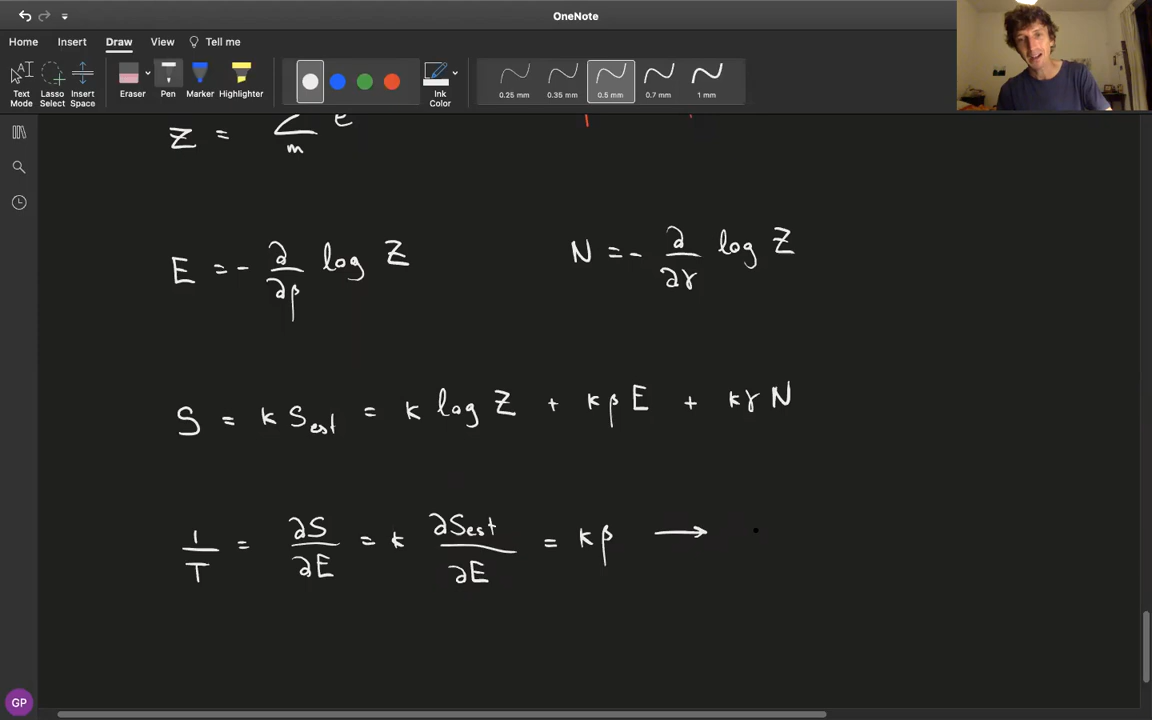 OneNote
Home Insert Draw View Tell me
Text Mode Lasso Select Insert Space Eraser Pen Marker Highlighter Ink Color 0.25 mm 0.35 mm 0.5 mm 0.7 mm 1 mm
Z = ∑ e
m
E = - ∂/∂β log Z N = - ∂/∂γ log Z
S = k S_est = k log Z + kβE + kγN
1/T = ∂S/∂E = k ∂S_est/∂E = kβ →
GP